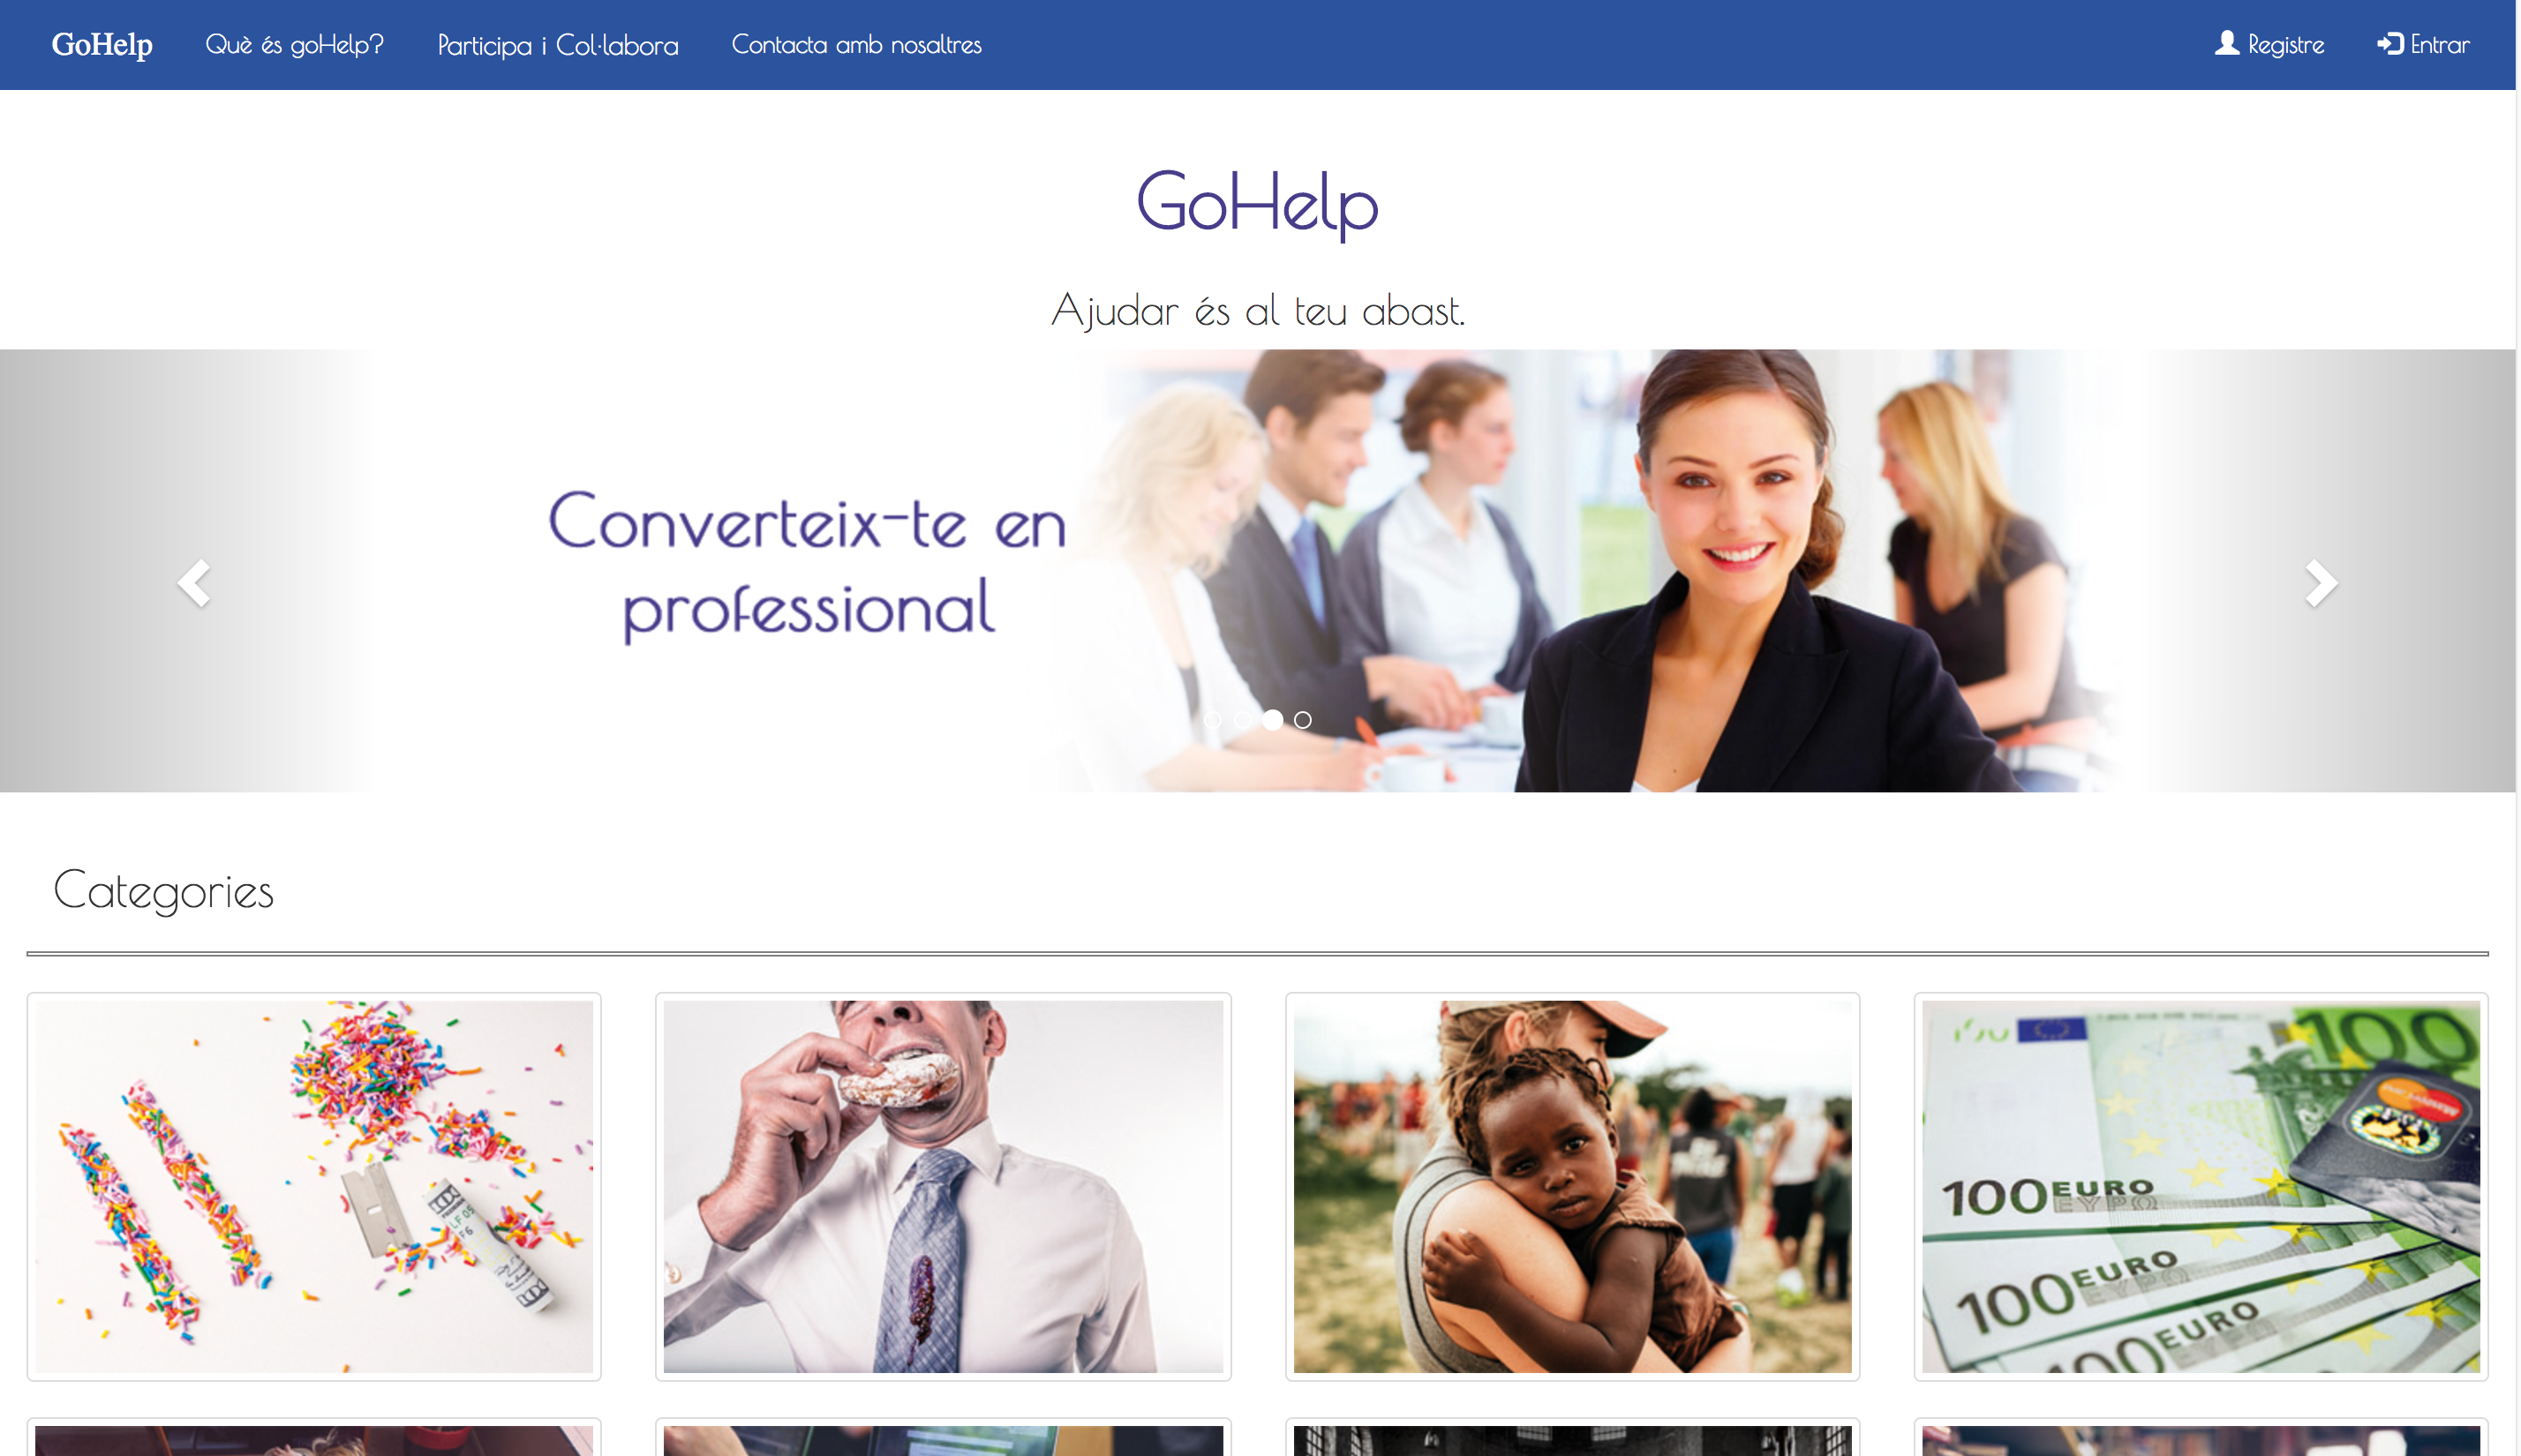 GoHelp Què és goHelp? Participa i Col·labora Contacta amb nosaltres Registre Entrar
GoHelp
Ajudar és al teu abast.
Converteix-te en
professional
Categories
100
100 EURO
ΕΥΡΩ
100 EURO
100 EURO